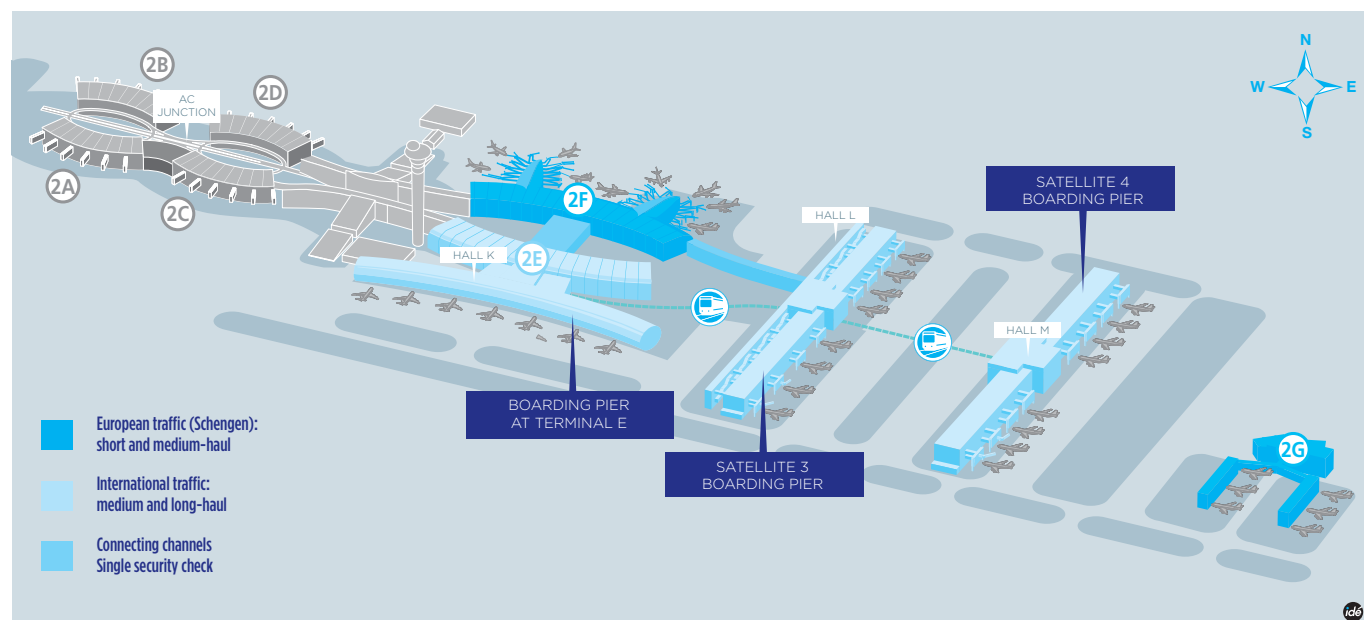 2B
2D
AC
JUNCTION
2A
2C
2F
2E
HALL K
HALL L
HALL M
N
W
E
S
SATELLITE 4
BOARDING PIER
BOARDING PIER
AT TERMINAL E
SATELLITE 3
BOARDING PIER
2G
European traffic (Schengen):
short and medium-haul
International traffic:
medium and long-haul
Connecting channels
Single security check
idé